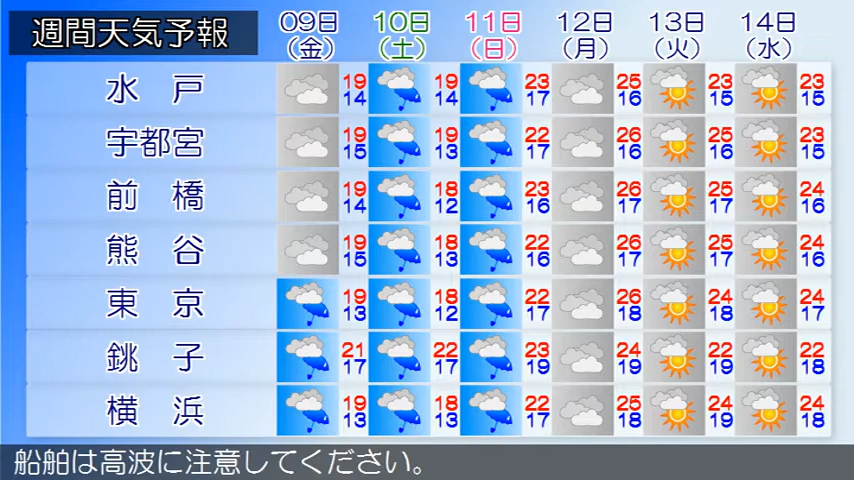 週間天気予報 09日 10日 11日 12日 13日 14日
(金) (土) (日) (月) (火) (水)
水戸 19 19 23 25 23 23
14 14 17 16 15 15
宇都宮 19 19 22 26 25 23
15 13 17 16 16 15
前橋 19 18 23 26 25 24
14 12 16 17 17 16
熊谷 19 18 22 26 25 24
15 13 16 17 17 16
東京 19 18 22 26 24 24
13 12 17 18 18 17
銚子 21 22 23 24 22 22
17 17 19 19 19 18
横浜 19 18 22 25 24 24
13 13 17 18 19 18
船舶は高波に注意してください。